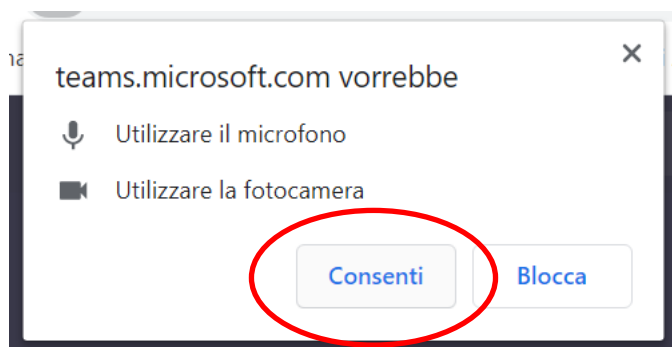 teams.microsoft.com vorrebbe
Utilizzare il microfono
Utilizzare la fotocamera
Consenti Blocca